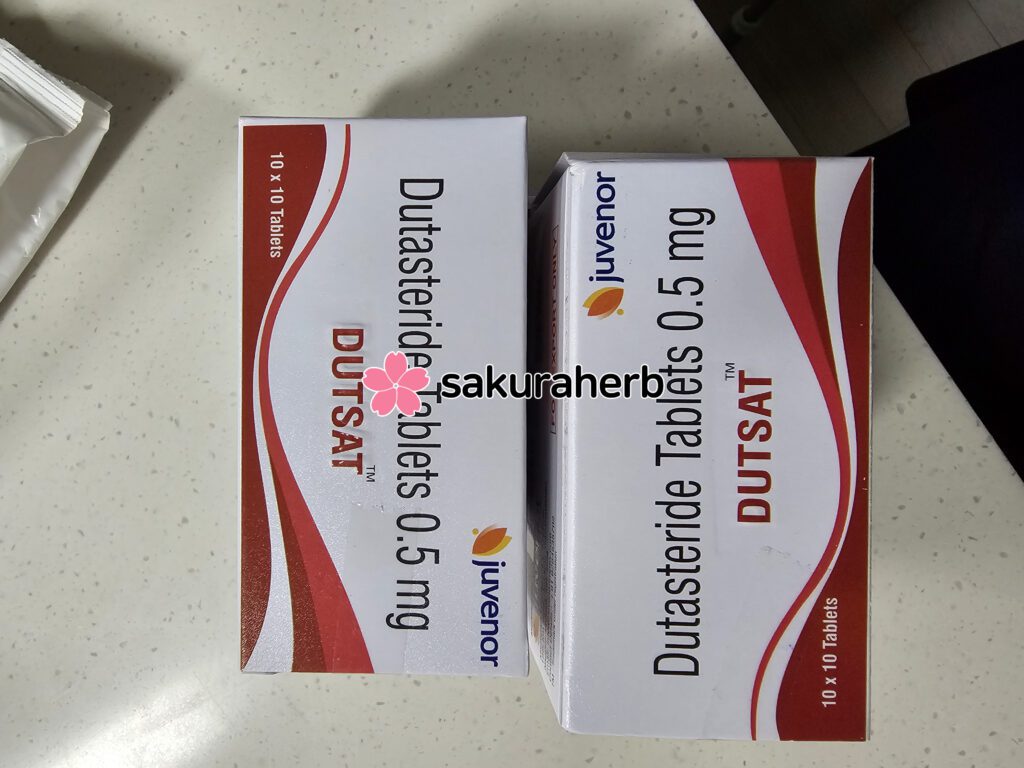 10 x 10 Tablets
DUTSAT™
Dutasteride Tablets 0.5 mg
juvenor
sakuraherb
juvenor
Dutasteride Tablets 0.5 mg
DUTSAT™
10 x 10 Tablets